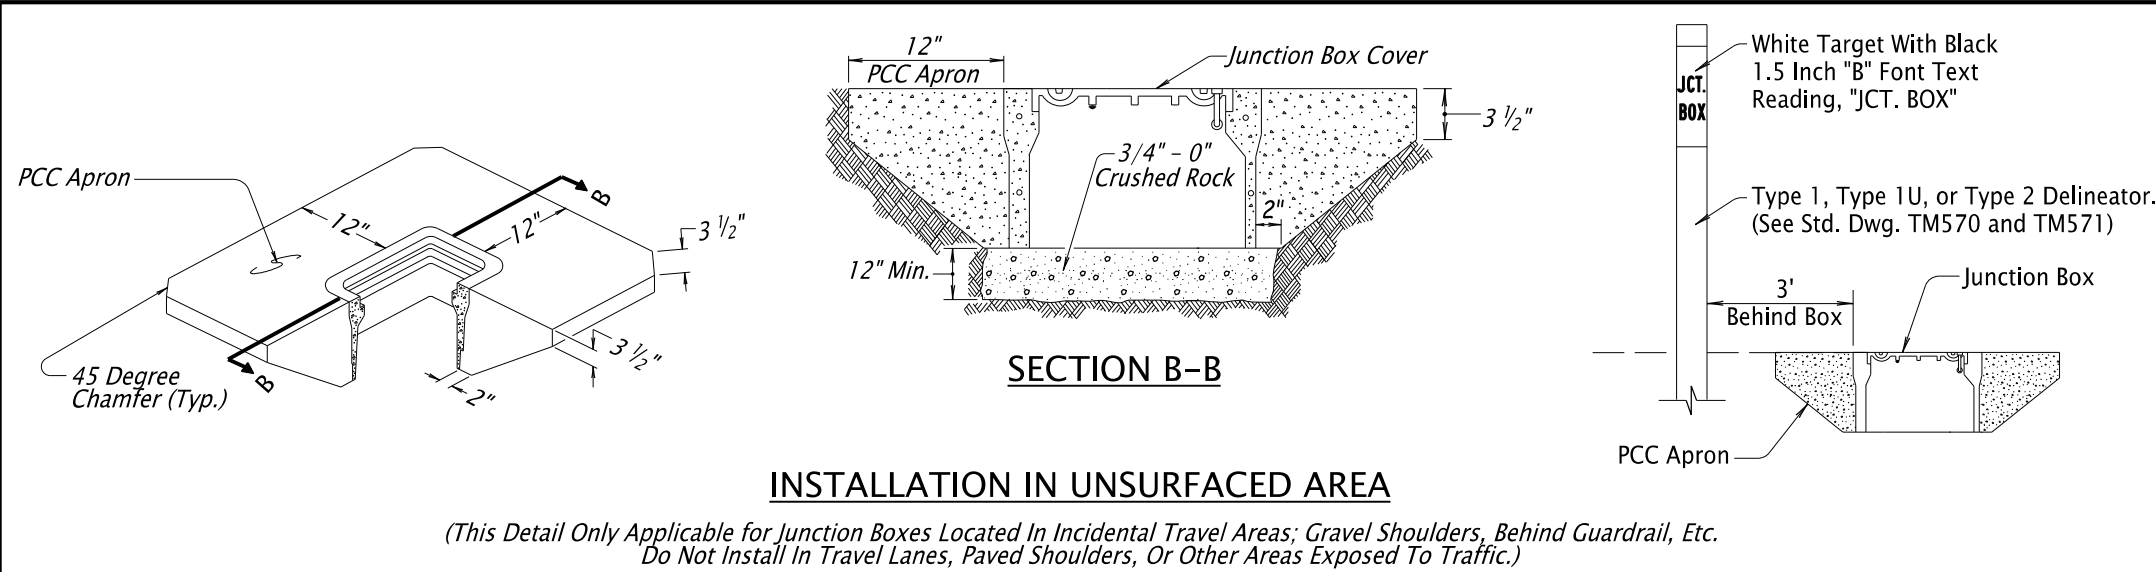 PCC Apron
12"
12"
B
3 ½"
3 ½"
2"
B
45 Degree
Chamfer (Typ.)
12"
PCC Apron
Junction Box Cover
3 ½"
3/4" – 0"
Crushed Rock
2"
12" Min.
SECTION B–B
JCT.
BOX
White Target With Black
1.5 Inch "B" Font Text
Reading, "JCT. BOX"
Type 1, Type 1U, or Type 2 Delineator.
(See Std. Dwg. TM570 and TM571)
3'
Behind Box
Junction Box
PCC Apron
INSTALLATION IN UNSURFACED AREA
(This Detail Only Applicable for Junction Boxes Located In Incidental Travel Areas; Gravel Shoulders, Behind Guardrail, Etc.
Do Not Install In Travel Lanes, Paved Shoulders, Or Other Areas Exposed To Traffic.)